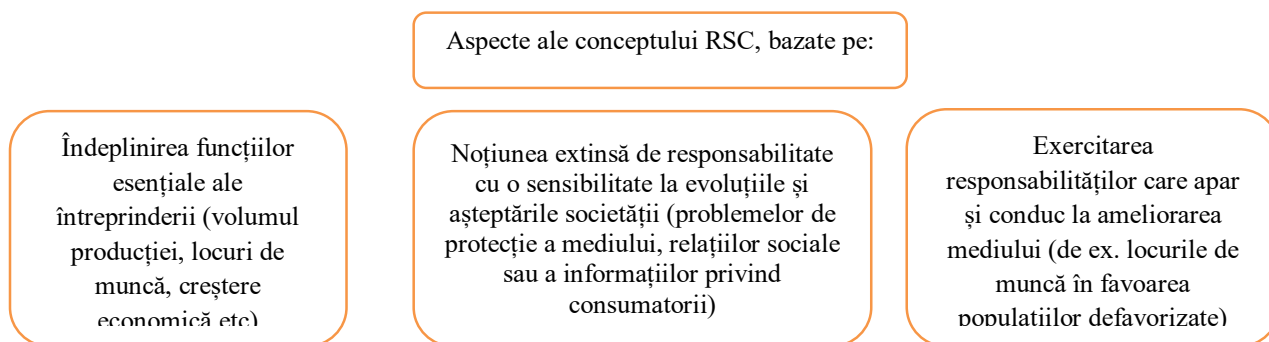 Aspecte ale conceptului RSC, bazate pe:
Îndeplinirea funcțiilor
esențiale ale
întreprinderii (volumul
producției, locuri de
muncă, creștere
economică etc)
Noțiunea extinsă de responsabilitate
cu o sensibilitate la evoluțiile și
așteptările societății (problemelor de
protecție a mediului, relațiilor sociale
sau a informațiilor privind
consumatorii)
Exercitarea
responsabilităților care apar
și conduc la ameliorarea
mediului (de ex. locurile de
muncă în favoarea
populațiilor defavorizate)